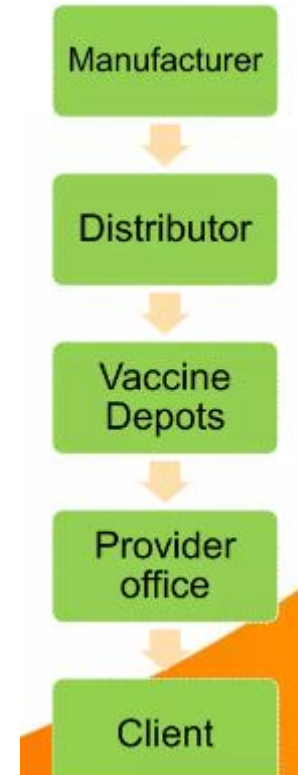 Manufacturer
Distributor
Vaccine
Depots
Provider
office
Client